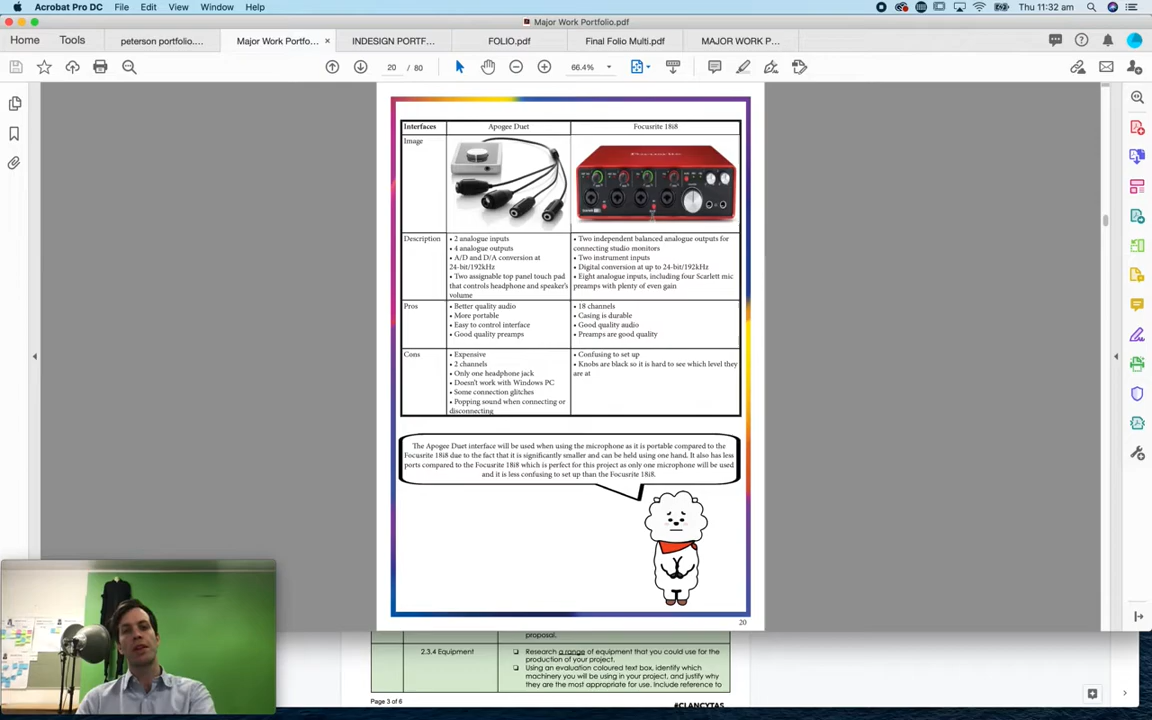 Acrobat Pro DC File Edit View Window Help
Thu 11:32 am
Major Work Portfolio.pdf
Home Tools peterson portfolio.... Major Work Portfo... × INDESIGN PORTF... FOLIO.pdf Final Folio Multi.pdf MAJOR WORK P...
20 / 80 66.4%
Interfaces Apogee Duet Focusrite 18i8
Image
Description
• 2 analogue inputs
• 4 analogue outputs
• A/D and D/A conversion at
24-bit/192kHz
• Two assignable top panel touch pad
that controls headphone and speaker's
volume
• Two independent balanced analogue outputs for
connecting studio monitors
• Two instrument inputs
• Digital conversion at up to 24-bit/192kHz
• Eight analogue inputs, including four Scarlett mic
preamps with plenty of even gain
Pros
• Better quality audio
• More portable
• Easy to control interface
• Good quality preamps
• 18 channels
• Casing is durable
• Good quality audio
• Preamps are good quality
Cons
• Expensive
• 2 channels
• Only one headphone jack
• Doesn't work with Windows PC
• Some connection glitches
• Popping sound when connecting or
disconnecting
• Confusing to set up
• Knobs are black so it is hard to see which level they
are at
The Apogee Duet interface will be used when using the microphone as it is portable compared to the
Focusrite 18i8 due to the fact that it is significantly smaller and can be held using one hand. It also has less
ports compared to the Focusrite 18i8 which is perfect for this project as only one microphone will be used
and it is less confusing to set up than the Focusrite 18i8.
20
proposal.
2.3.4 Equipment
Research a range of equipment that you could use for the
production of your project.
Using an evaluation coloured text box, identify which
machinery you will be using in your project, and justify why
they are the most appropriate for use. Include reference to
Page 3 of 6
#CLANCYTAS